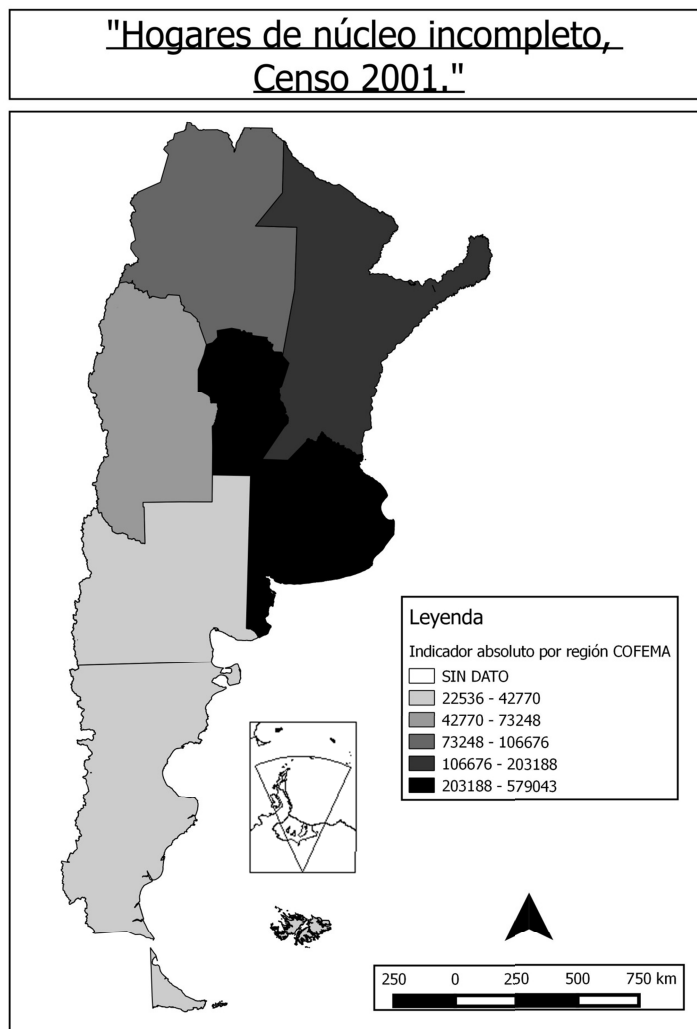 "Hogares de núcleo incompleto,
Censo 2001."
Leyenda
Indicador absoluto por región COFEMA
SIN DATO
22536 - 42770
42770 - 73248
73248 - 106676
106676 - 203188
203188 - 579043
250 0 250 500 750 km